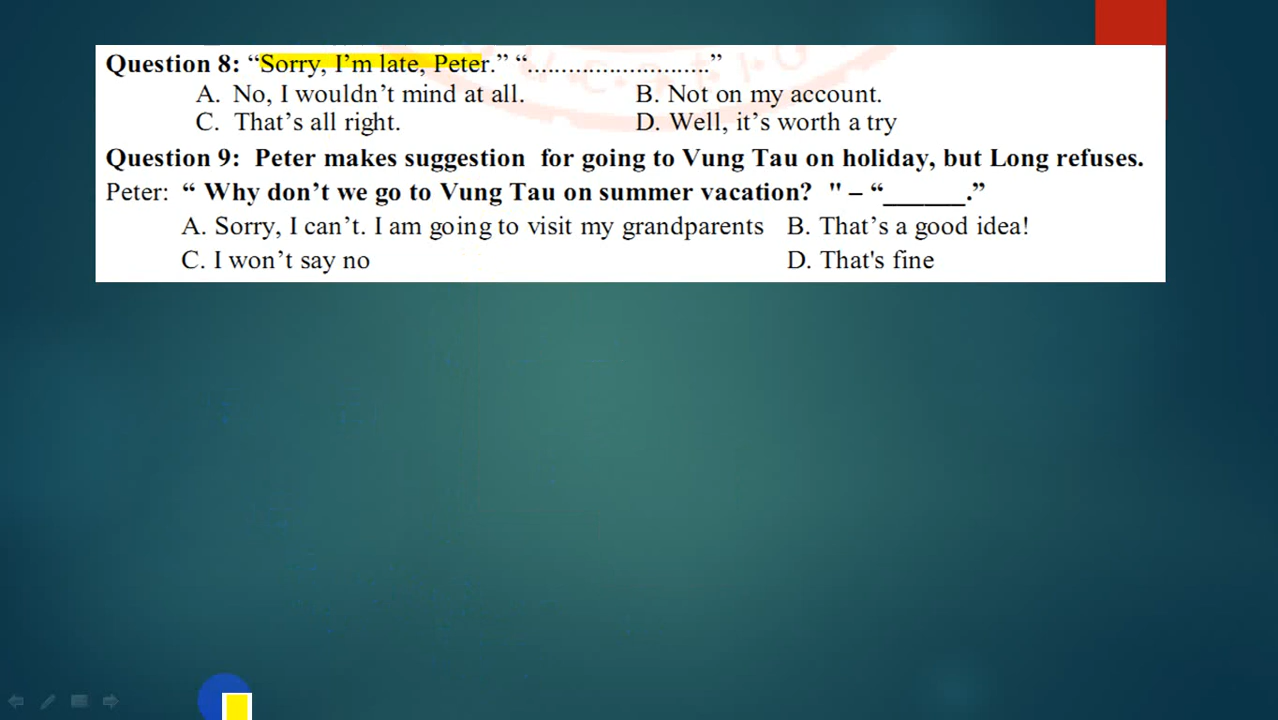 Question 8: “Sorry, I’m late, Peter.” “..........................”
A. No, I wouldn’t mind at all. B. Not on my account.
C. That’s all right. D. Well, it’s worth a try
Question 9: Peter makes suggestion for going to Vung Tau on holiday, but Long refuses.
Peter: “ Why don’t we go to Vung Tau on summer vacation? " – “______.”
A. Sorry, I can’t. I am going to visit my grandparents B. That’s a good idea!
C. I won’t say no D. That's fine